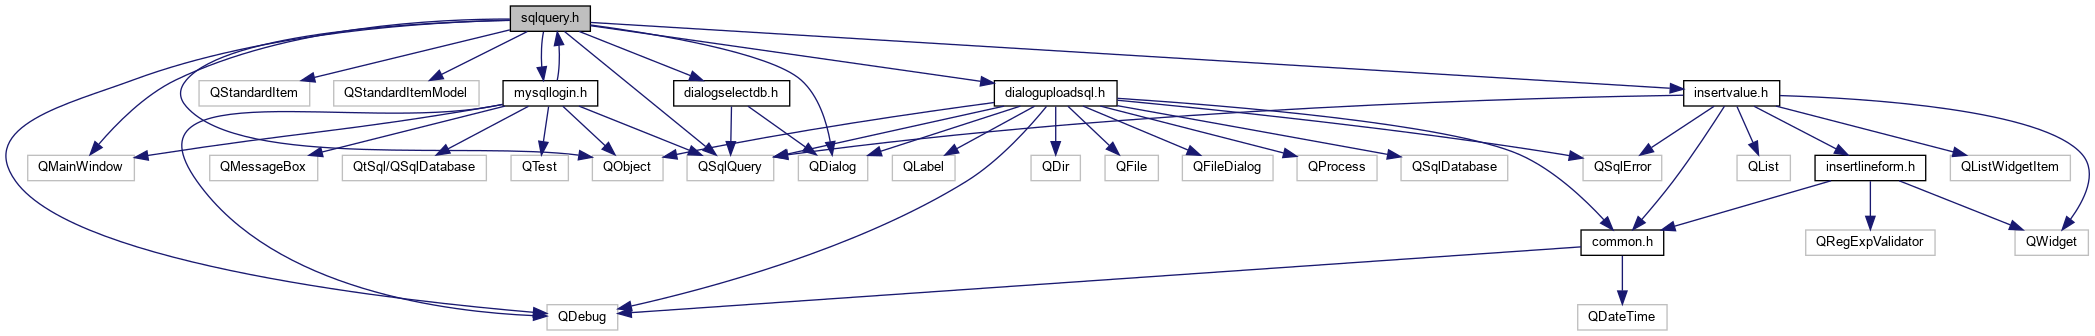 sqlquery.h
QStandardItem
QStandardItemModel
mysqllogin.h
dialogselectdb.h
dialoguploadsql.h
insertvalue.h
QMainWindow
QMessageBox
QtSql/QSqlDatabase
QTest
QObject
QSqlQuery
QDialog
QLabel
QDir
QFile
QFileDialog
QProcess
QSqlDatabase
QSqlError
QList
insertlineform.h
QListWidgetItem
common.h
QRegExpValidator
QWidget
QDebug
QDateTime